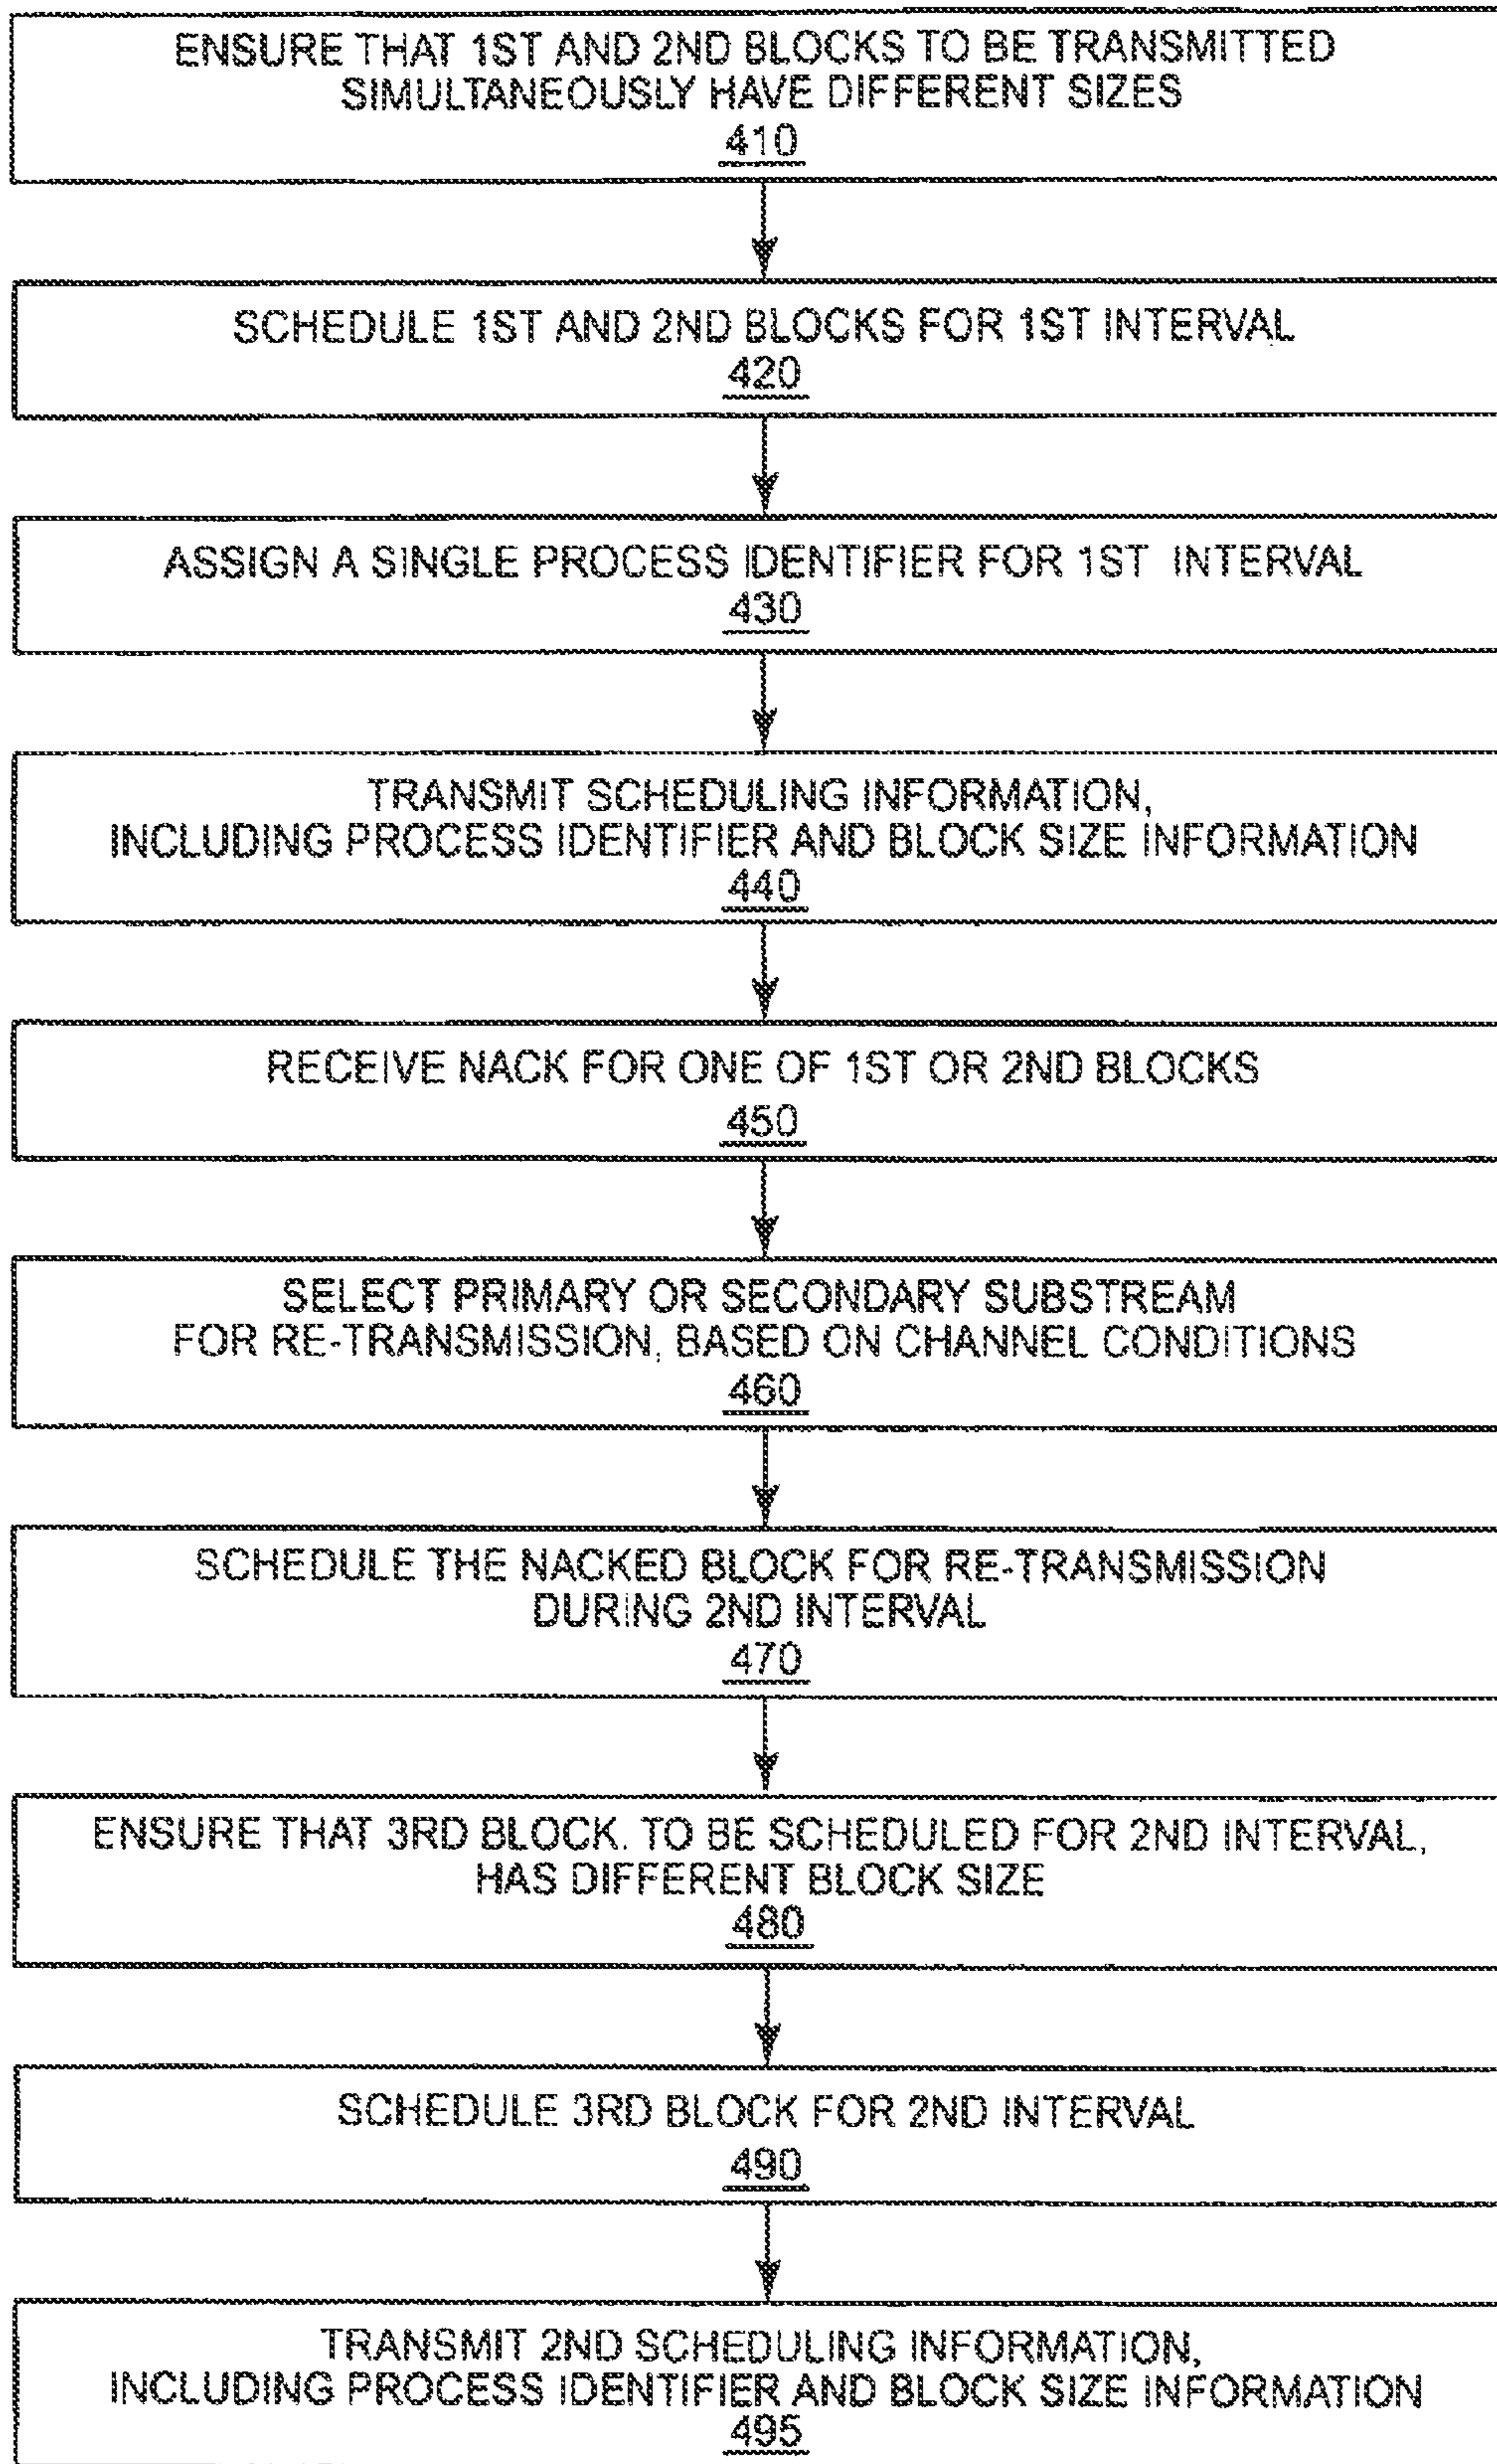 ENSURE THAT 1ST AND 2ND BLOCKS TO BE TRANSMITTED
SIMULTANEOUSLY HAVE DIFFERENT SIZES
410
SCHEDULE 1ST AND 2ND BLOCKS FOR 1ST INTERVAL
420
ASSIGN A SINGLE PROCESS IDENTIFIER FOR 1ST INTERVAL
430
TRANSMIT SCHEDULING INFORMATION,
INCLUDING PROCESS IDENTIFIER AND BLOCK SIZE INFORMATION
440
RECEIVE NACK FOR ONE OF 1ST OR 2ND BLOCKS
450
SELECT PRIMARY OR SECONDARY SUBSTREAM
FOR RE-TRANSMISSION, BASED ON CHANNEL CONDITIONS
460
SCHEDULE THE NACKED BLOCK FOR RE-TRANSMISSION
DURING 2ND INTERVAL
470
ENSURE THAT 3RD BLOCK. TO BE SCHEDULED FOR 2ND INTERVAL,
HAS DIFFERENT BLOCK SIZE
480
SCHEDULE 3RD BLOCK FOR 2ND INTERVAL
490
TRANSMIT 2ND SCHEDULING INFORMATION,
INCLUDING PROCESS IDENTIFIER AND BLOCK SIZE INFORMATION
495